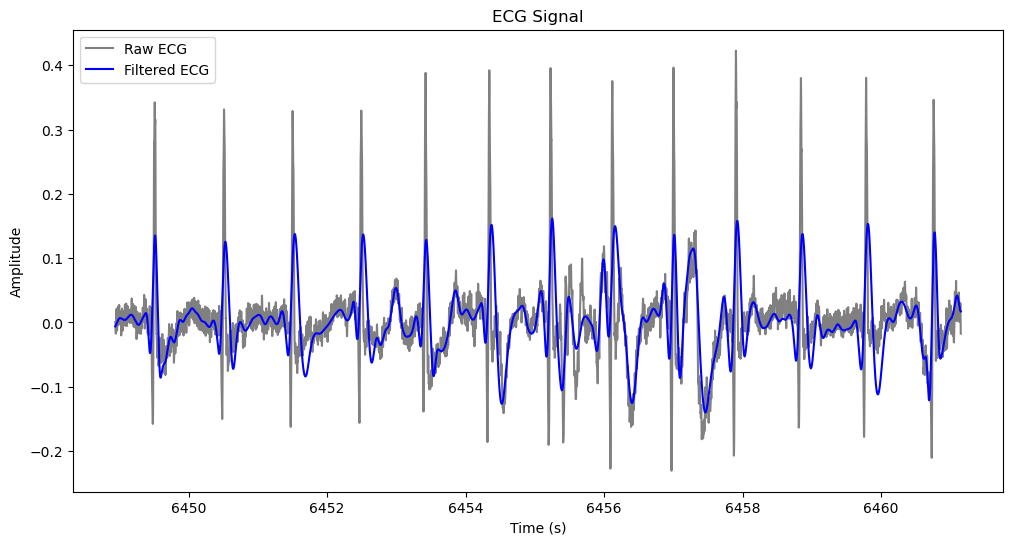 ECG Signal
Raw ECG
Filtered ECG
Amplitude
0.4
0.3
0.2
0.1
0.0
−0.1
−0.2
6450
6452
6454
6456
6458
6460
Time (s)